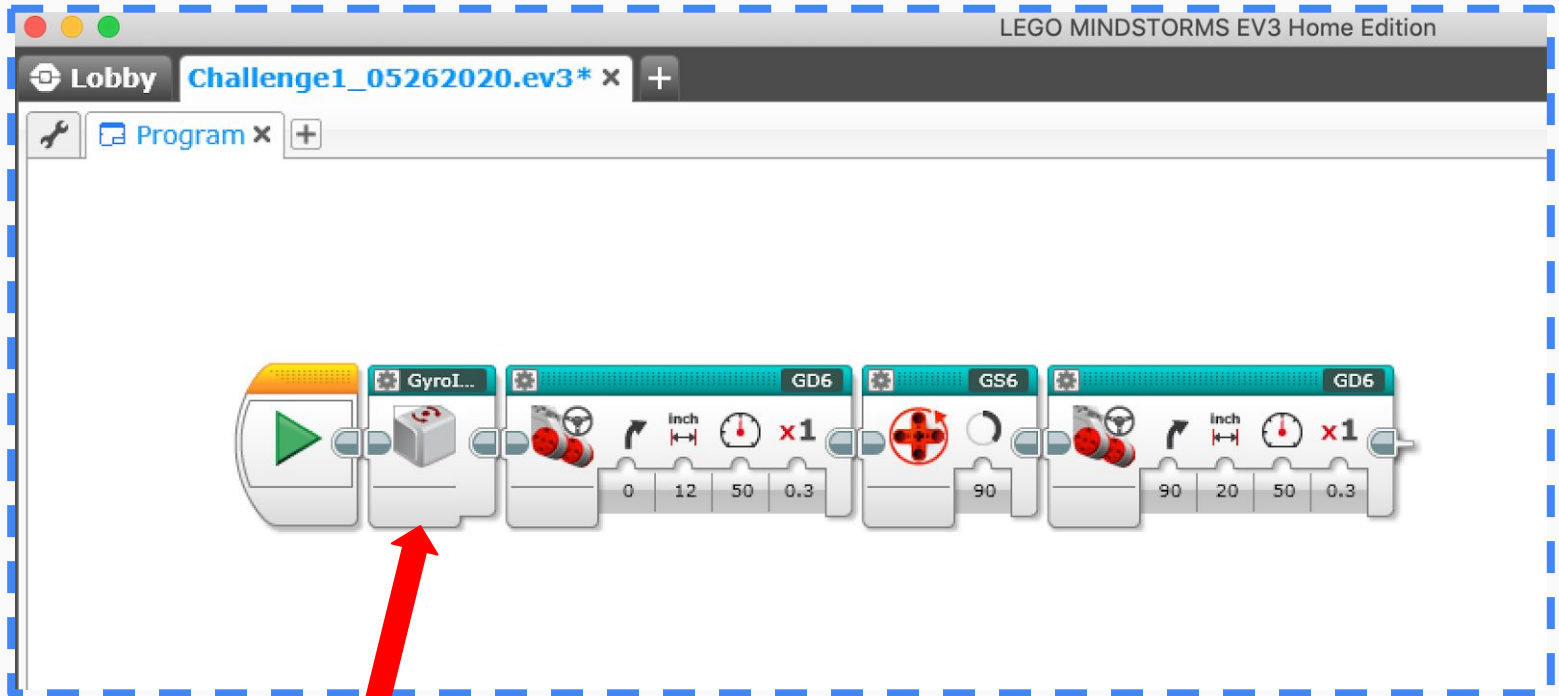 LEGO MINDSTORMS EV3 Home Edition
Lobby Challenge1_05262020.ev3* × +
Program × +
GyroI... GD6 GS6 GD6
inch x1 inch x1
0 12 50 0.3 90 90 20 50 0.3